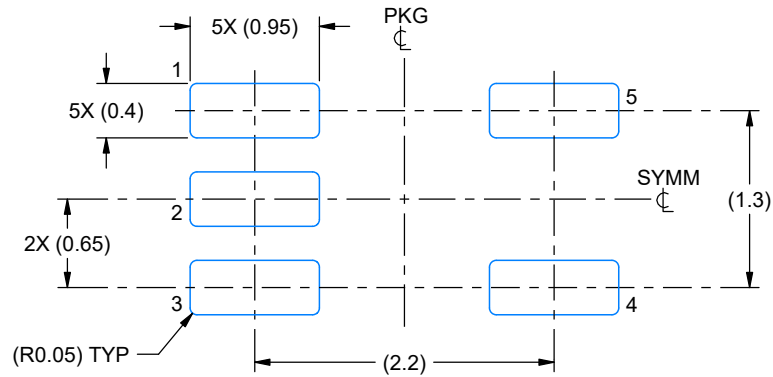 5X (0.95)
PKG
℄
1
5
5X (0.4)
SYMM
℄
(1.3)
2
2X (0.65)
3
4
(R0.05) TYP
(2.2)